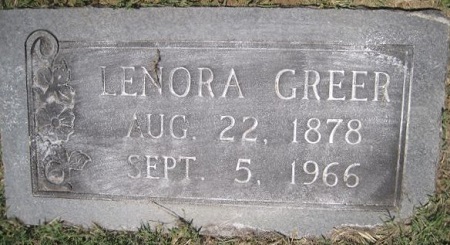 LENORA GREER
AUG. 22, 1878
SEPT. 5, 1966